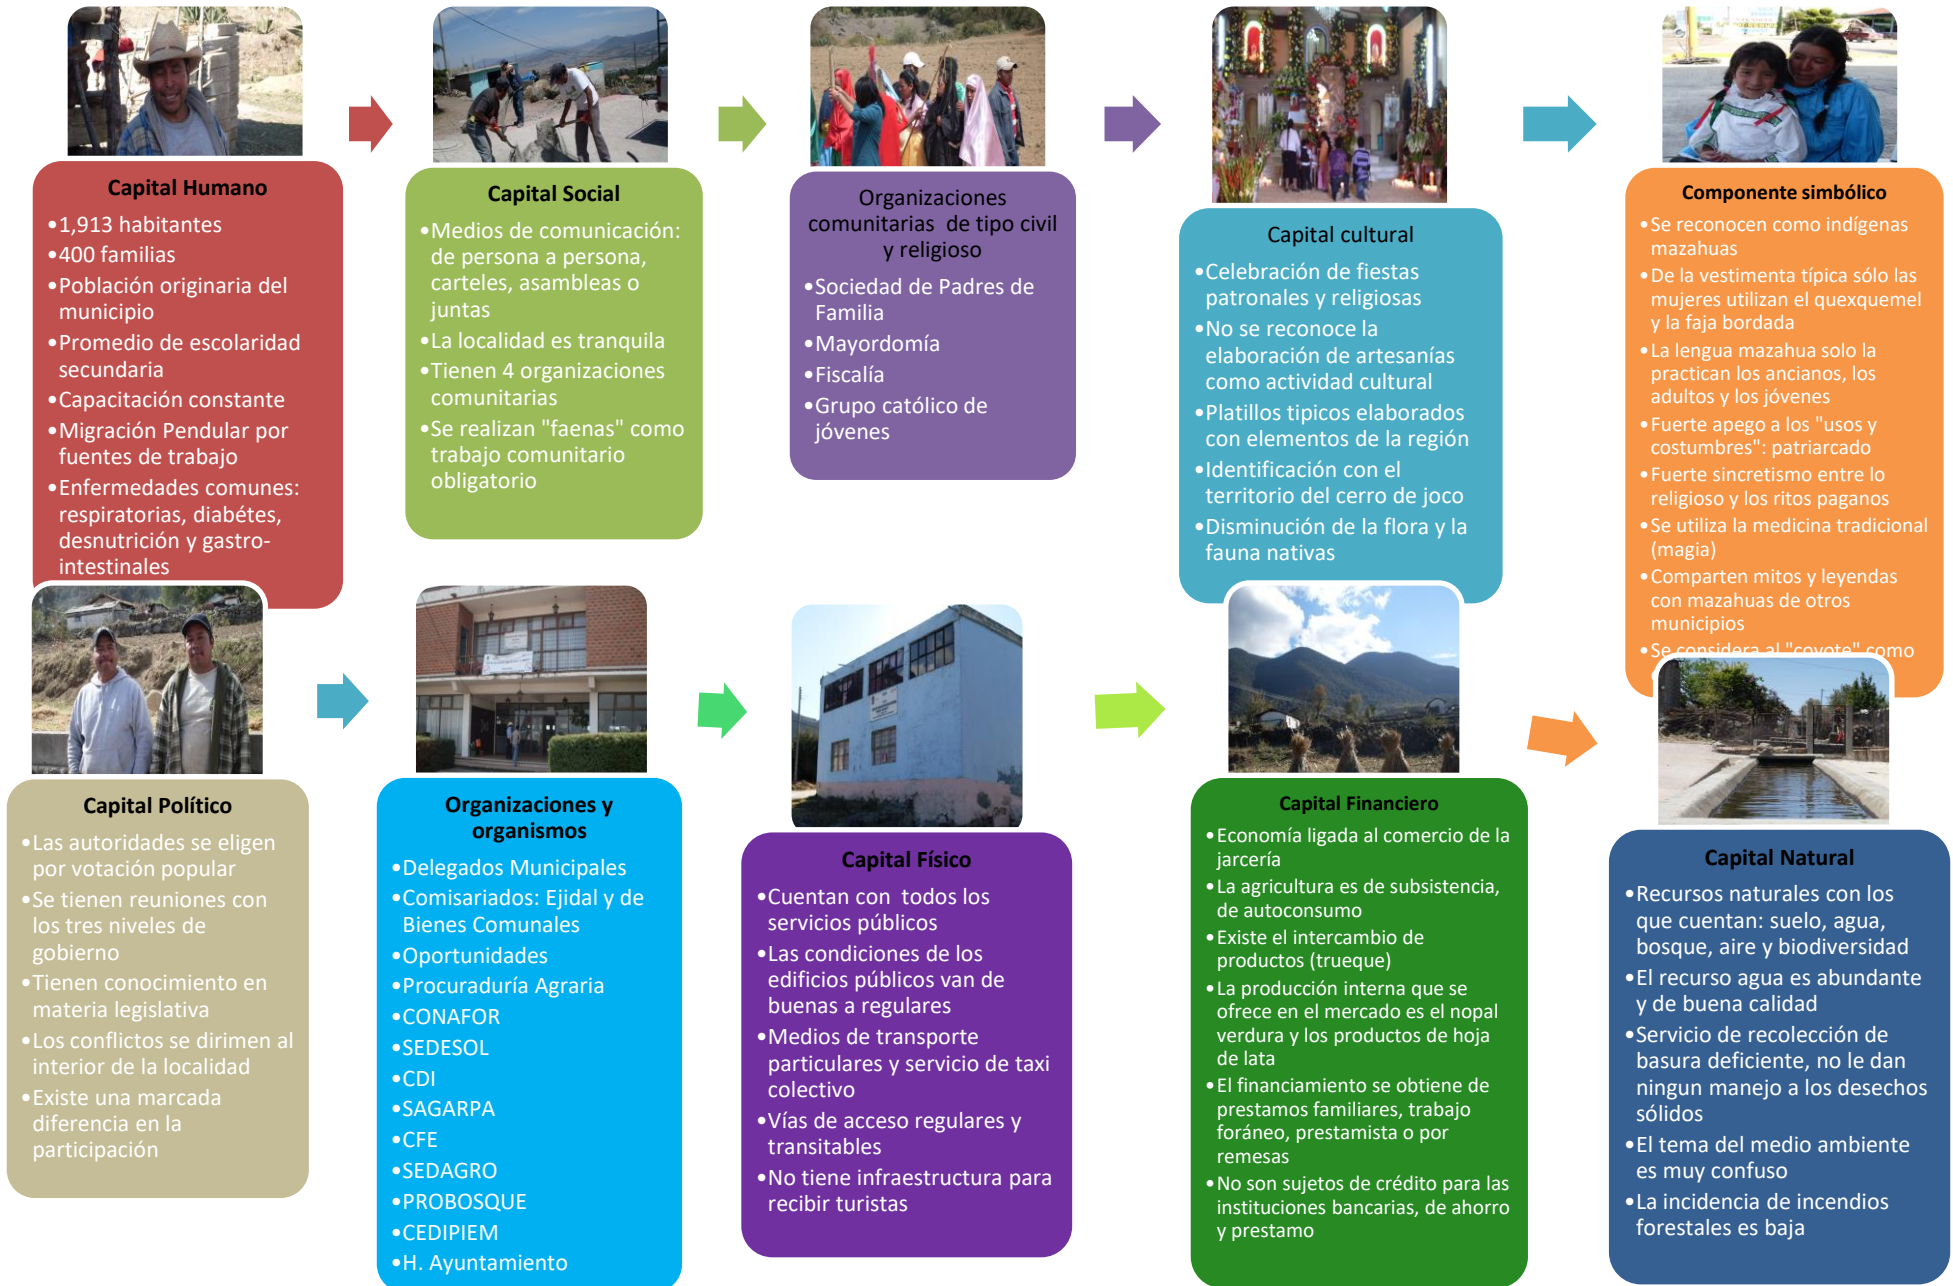 Capital Humano
•1,913 habitantes
•400 familias
•Población originaria del
municipio
•Promedio de escolaridad
secundaria
•Capacitación constante
•Migración Pendular por
fuentes de trabajo
•Enfermedades comunes:
respiratorias, diabétes,
desnutrición y gastro-
intestinales
Capital Social
•Medios de comunicación:
de persona a persona,
carteles, asambleas o
juntas
•La localidad es tranquila
•Tienen 4 organizaciones
comunitarias
•Se realizan "faenas" como
trabajo comunitario
obligatorio
Organizaciones
comunitarias de tipo civil
y religioso
•Sociedad de Padres de
Familia
•Mayordomía
•Fiscalía
•Grupo católico de
jóvenes
Capital cultural
•Celebración de fiestas
patronales y religiosas
•No se reconoce la
elaboración de artesanías
como actividad cultural
•Platillos tipicos elaborados
con elementos de la región
•Identificación con el
territorio del cerro de joco
•Disminución de la flora y la
fauna nativas
Componente simbólico
•Se reconocen como indígenas
mazahuas
•De la vestimenta típica sólo las
mujeres utilizan el quexquemel
y la faja bordada
•La lengua mazahua solo la
practican los ancianos, los
adultos y los jóvenes
•Fuerte apego a los "usos y
costumbres": patriarcado
•Fuerte sincretismo entre lo
religioso y los ritos paganos
•Se utiliza la medicina tradicional
(magia)
•Comparten mitos y leyendas
con mazahuas de otros
municipios
•Se considera al "coyote" como
Capital Político
•Las autoridades se eligen
por votación popular
•Se tienen reuniones con
los tres niveles de
gobierno
•Tienen conocimiento en
materia legislativa
•Los conflictos se dirimen al
interior de la localidad
•Existe una marcada
diferencia en la
participación
Organizaciones y
organismos
•Delegados Municipales
•Comisariados: Ejidal y de
Bienes Comunales
•Oportunidades
•Procuraduría Agraria
•CONAFOR
•SEDESOL
•CDI
•SAGARPA
•CFE
•SEDAGRO
•PROBOSQUE
•CEDIPIEM
•H. Ayuntamiento
Capital Físico
•Cuentan con todos los
servicios públicos
•Las condiciones de los
edificios públicos van de
buenas a regulares
•Medios de transporte
particulares y servicio de taxi
colectivo
•Vías de acceso regulares y
transitables
•No tiene infraestructura para
recibir turistas
Capital Financiero
•Economía ligada al comercio de la
jarcería
•La agricultura es de subsistencia,
de autoconsumo
•Existe el intercambio de
productos (trueque)
•La producción interna que se
ofrece en el mercado es el nopal
verdura y los productos de hoja
de lata
•El financiamiento se obtiene de
prestamos familiares, trabajo
foráneo, prestamista o por
remesas
•No son sujetos de crédito para las
instituciones bancarias, de ahorro
y prestamo
Capital Natural
•Recursos naturales con los
que cuentan: suelo, agua,
bosque, aire y biodiversidad
•El recurso agua es abundante
y de buena calidad
•Servicio de recolección de
basura deficiente, no le dan
ningun manejo a los desechos
sólidos
•El tema del medio ambiente
es muy confuso
•La incidencia de incendios
forestales es baja